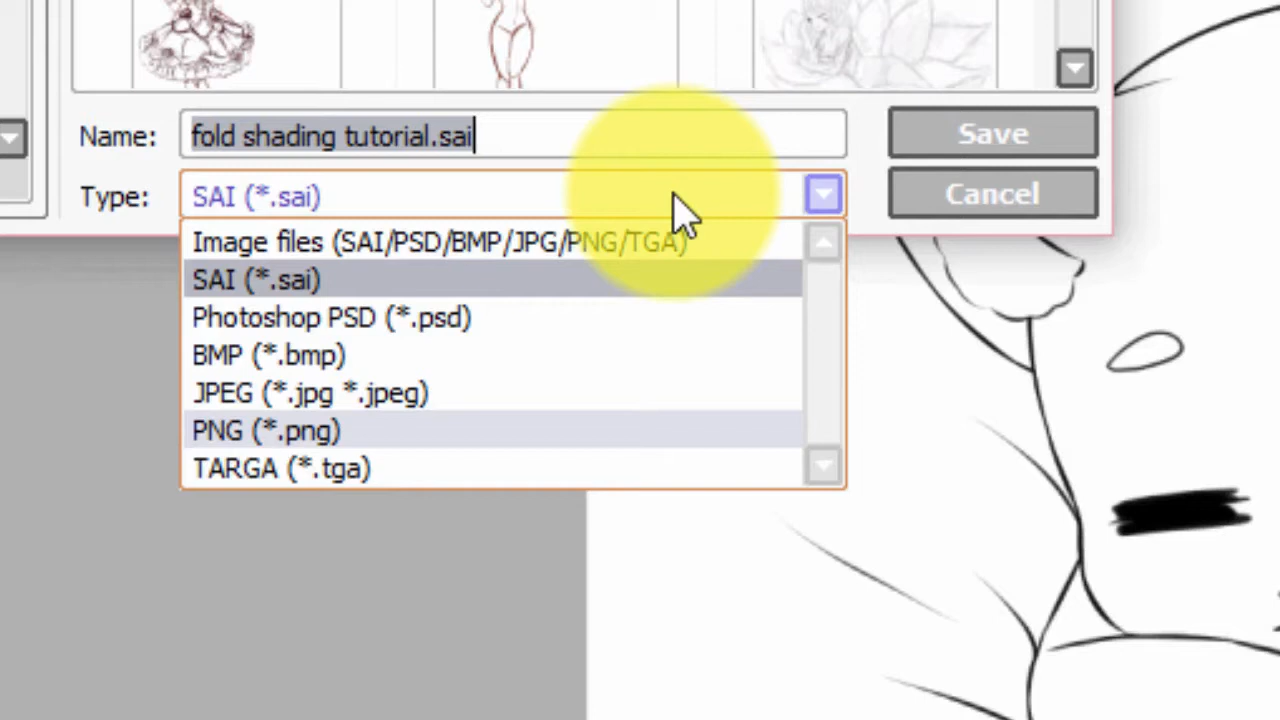 Name: fold shading tutorial.sai Save
Type: SAI (*.sai) Cancel
Image files (SAI/PSD/BMP/JPG/PNG/TGA)
SAI (*.sai)
Photoshop PSD (*.psd)
BMP (*.bmp)
JPEG (*.jpg *.jpeg)
PNG (*.png)
TARGA (*.tga)